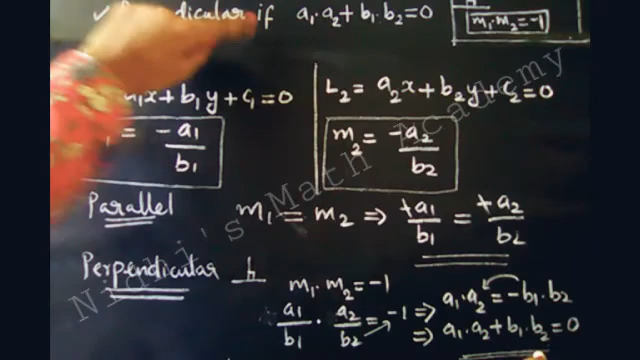 ✓ if a₁·a₂ + b₁·b₂ = 0
m₁·m₂ = -1
x + b₁y + c₁ = 0
= -a₁/b₁
L₂ = a₂x + b₂y + c₂ = 0
m₂ = -a₂/b₂
Parallel m₁ = m₂ ⇒ +a₁/b₁ = +a₂/b₂
Perpendicular ⊥ m₁·m₂ = -1
a₁/b₁ · a₂/b₂ = -1 ⇒ a₁·a₂ = -b₁·b₂
⇒ a₁·a₂ + b₁·b₂ = 0
Nidhi's Math Academy